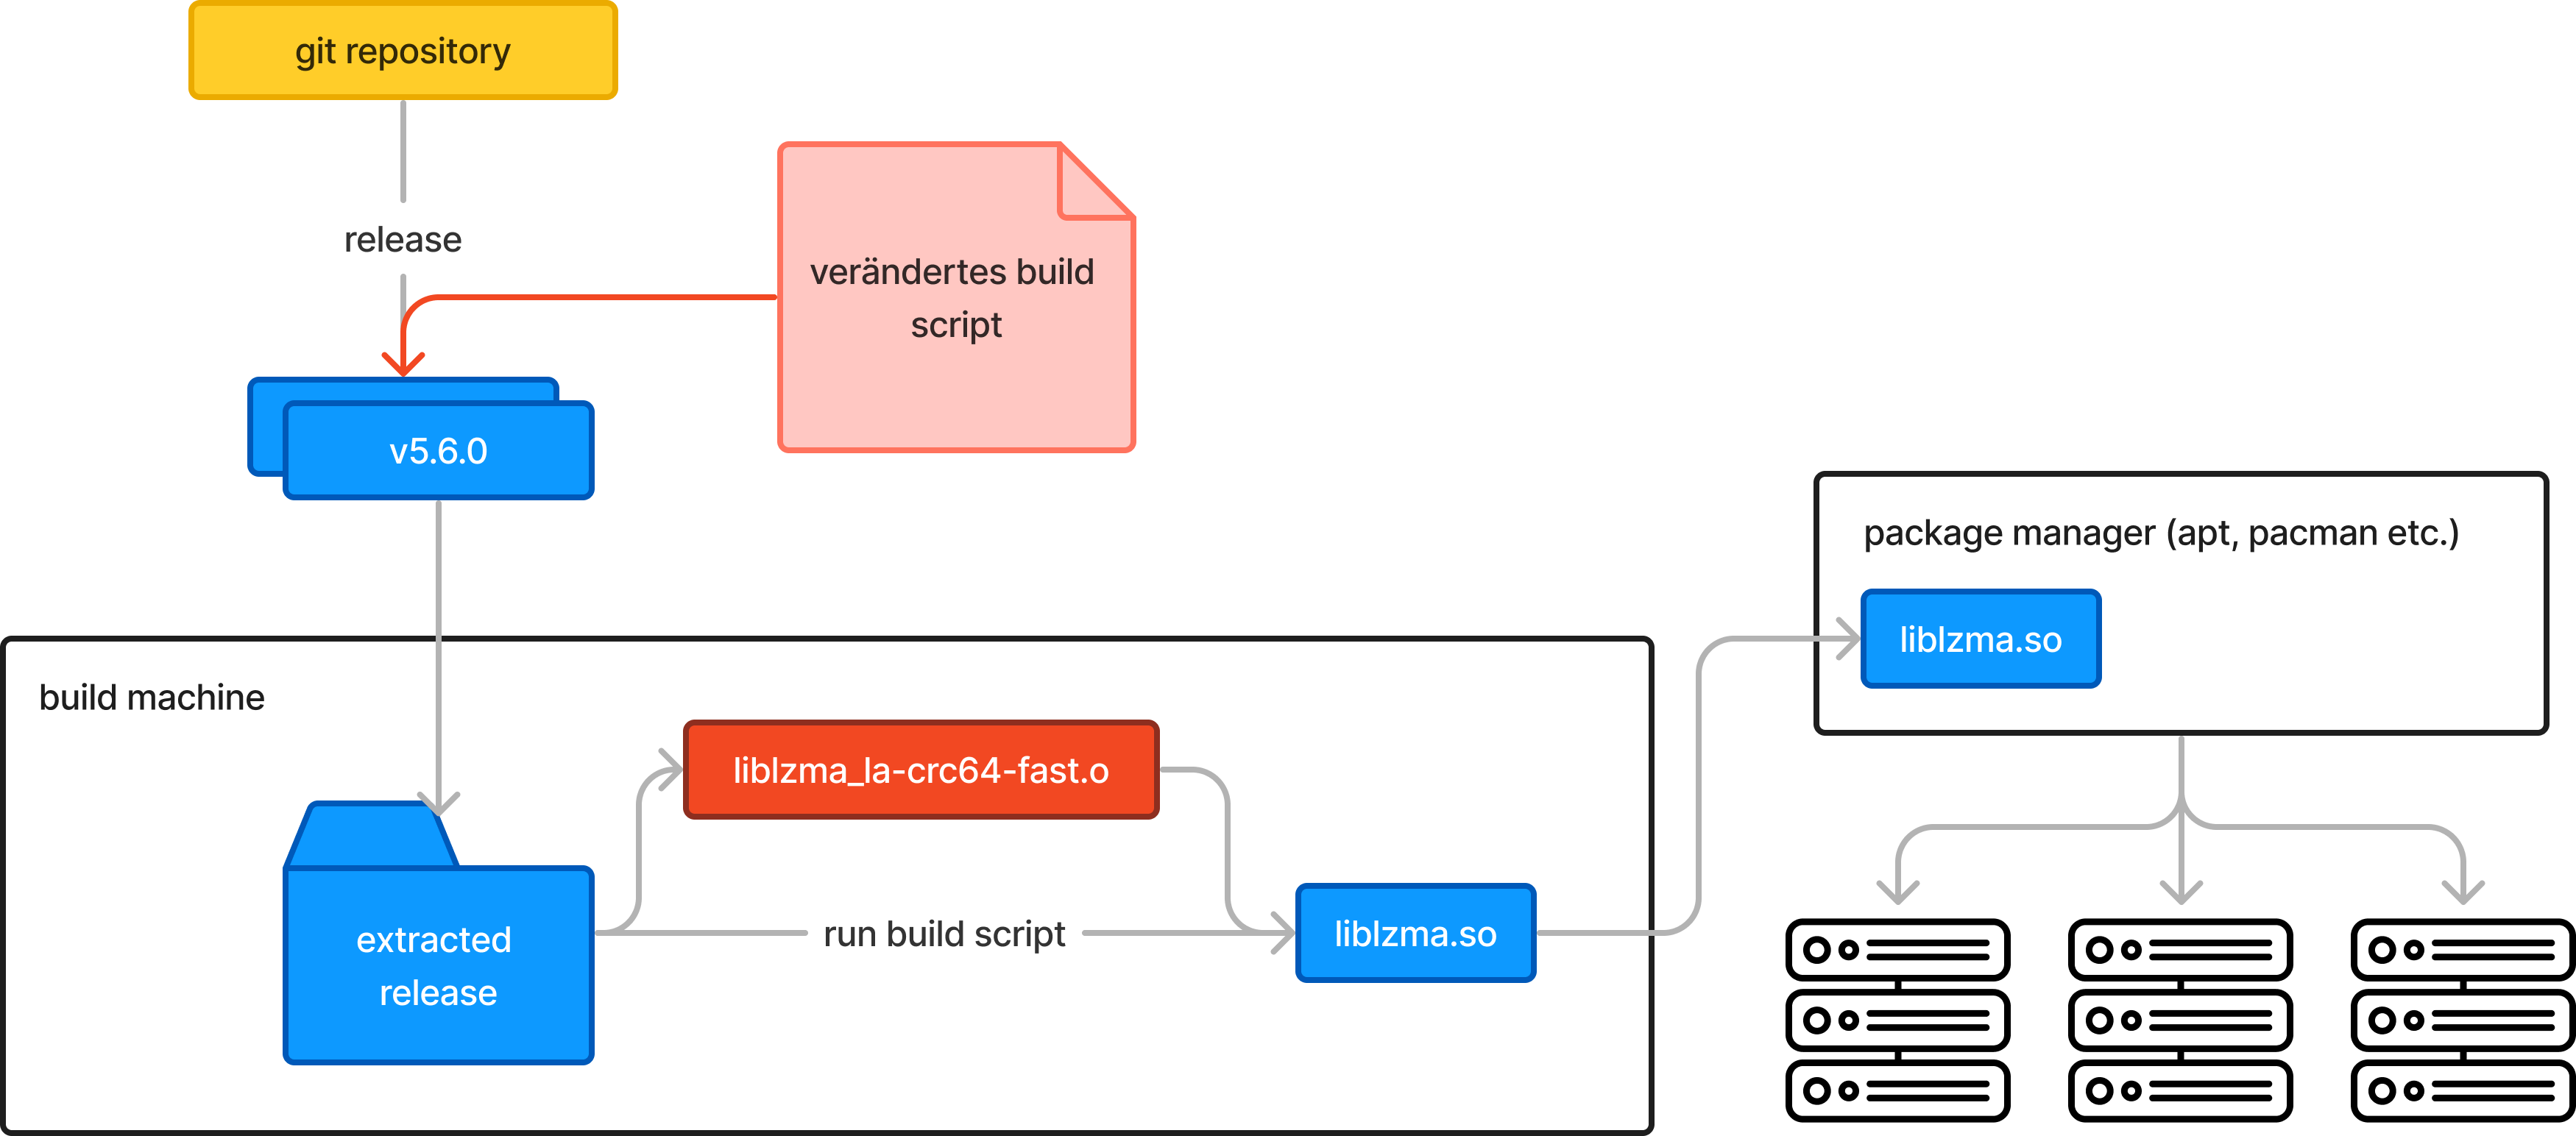 git repository
release
verändertes build
script
v5.6.0
package manager (apt, pacman etc.)
liblzma.so
build machine
liblzma_la-crc64-fast.o
extracted
release
run build script
liblzma.so